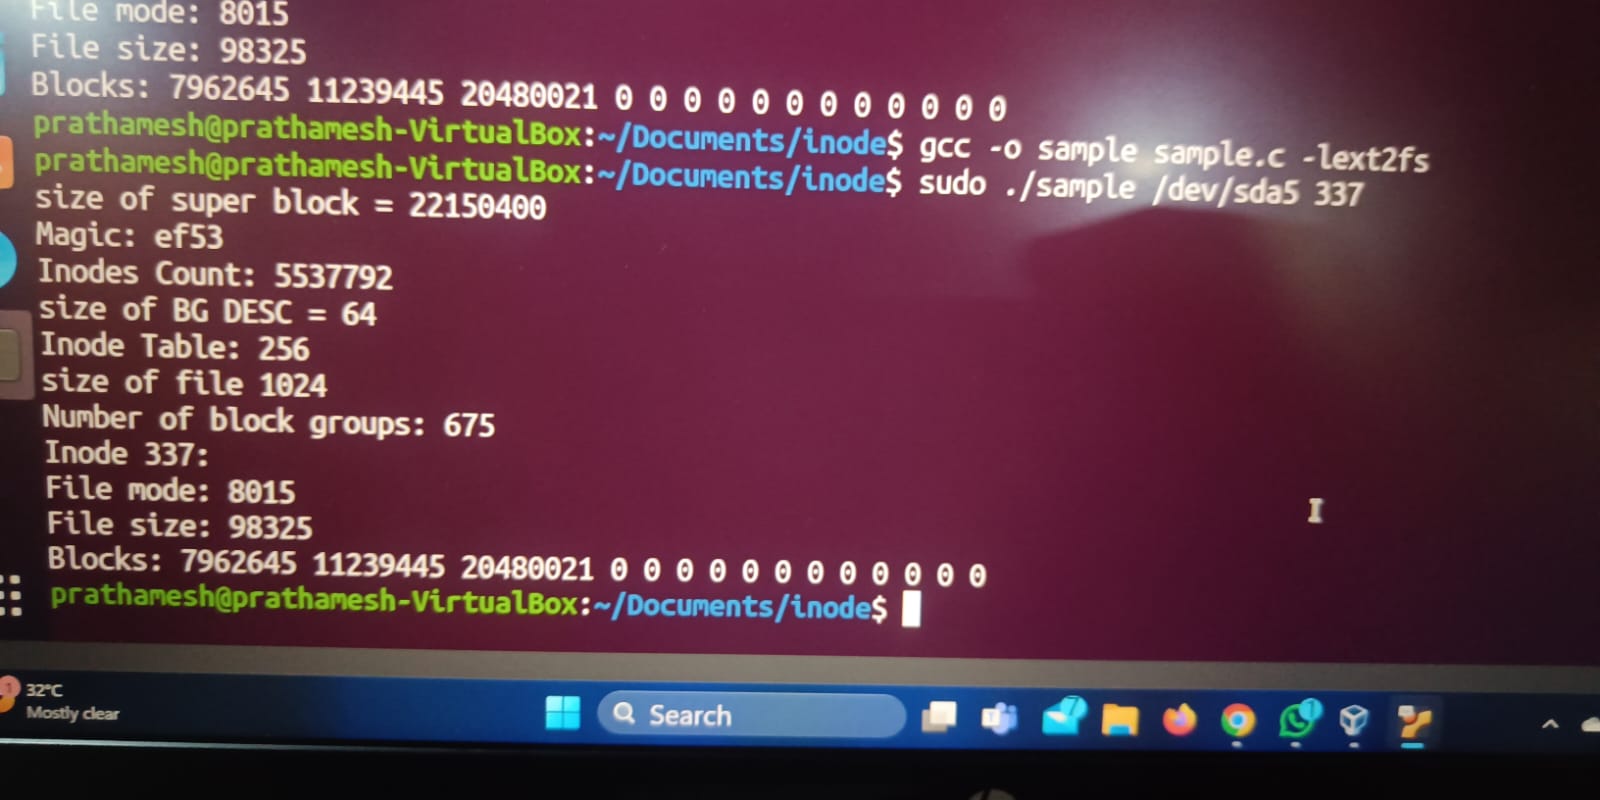 File mode: 8015
File size: 98325
Blocks: 7962645 11239445 20480021 0 0 0 0 0 0 0 0 0 0 0 0
prathamesh@prathamesh-VirtualBox:~/Documents/inode$ gcc -o sample sample.c -lext2fs
prathamesh@prathamesh-VirtualBox:~/Documents/inode$ sudo ./sample /dev/sda5 337
size of super block = 22150400
Magic: ef53
Inodes Count: 5537792
size of BG DESC = 64
Inode Table: 256
size of file 1024
Number of block groups: 675
Inode 337:
File mode: 8015
File size: 98325
Blocks: 7962645 11239445 20480021 0 0 0 0 0 0 0 0 0 0 0 0
prathamesh@prathamesh-VirtualBox:~/Documents/inode$
1
32°C
Mostly clear
Search
7
1